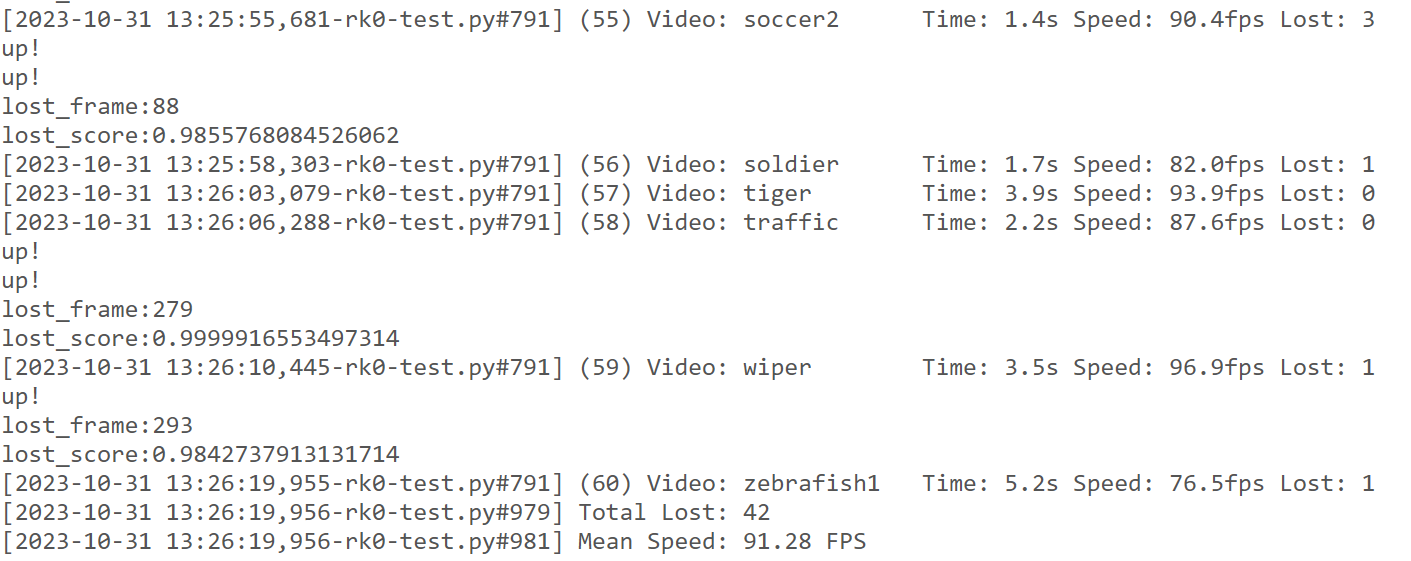 [2023-10-31 13:25:55,681-rk0-test.py#791] (55) Video: soccer2 Time: 1.4s Speed: 90.4fps Lost: 3
up!
up!
lost_frame:88
lost_score:0.9855768084526062
[2023-10-31 13:25:58,303-rk0-test.py#791] (56) Video: soldier Time: 1.7s Speed: 82.0fps Lost: 1
[2023-10-31 13:26:03,079-rk0-test.py#791] (57) Video: tiger Time: 3.9s Speed: 93.9fps Lost: 0
[2023-10-31 13:26:06,288-rk0-test.py#791] (58) Video: traffic Time: 2.2s Speed: 87.6fps Lost: 0
up!
up!
lost_frame:279
lost_score:0.9999916553497314
[2023-10-31 13:26:10,445-rk0-test.py#791] (59) Video: wiper Time: 3.5s Speed: 96.9fps Lost: 1
up!
lost_frame:293
lost_score:0.9842737913131714
[2023-10-31 13:26:19,955-rk0-test.py#791] (60) Video: zebrafish1 Time: 5.2s Speed: 76.5fps Lost: 1
[2023-10-31 13:26:19,956-rk0-test.py#979] Total Lost: 42
[2023-10-31 13:26:19,956-rk0-test.py#981] Mean Speed: 91.28 FPS